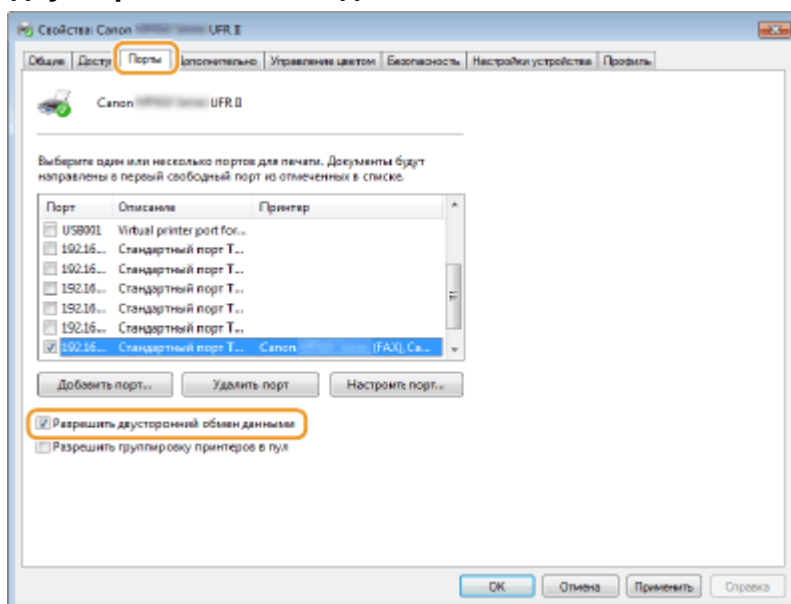 Свойства: Canon UFR II
Общие Доступ Порты Дополнительно Управление цветом Безопасность Настройки устройства Профиль
Canon UFR II
Выберите один или несколько портов для печати. Документы будут
направлены в первый свободный порт из отмеченных в списке.
Порт Описание Принтер
USB001 Virtual printer port for...
192.16... Стандартный порт T...
192.16... Стандартный порт T...
192.16... Стандартный порт T...
192.16... Стандартный порт T...
192.16... Стандартный порт T...
192.16... Стандартный порт T... Canon (FAX), Ca...
Добавить порт... Удалить порт Настроить порт...
Разрешить двусторонний обмен данными
Разрешить группировку принтеров в пул
OK Отмена Применить Справка